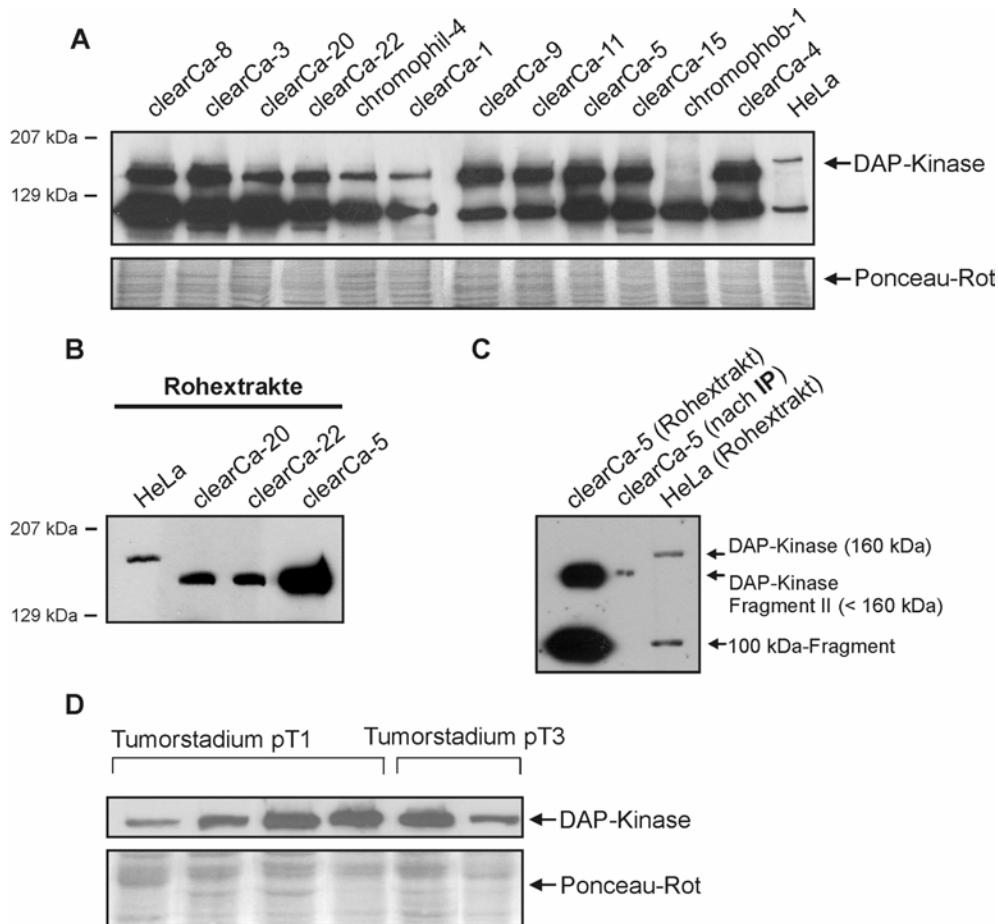 A
clearCa-8
clearCa-3
clearCa-20
clearCa-22
chromophil-4
clearCa-1
clearCa-9
clearCa-11
clearCa-5
clearCa-15
chromophob-1
clearCa-4
HeLa
207 kDa
129 kDa
DAP-Kinase
Ponceau-Rot
B
Rohextrakte
HeLa
clearCa-20
clearCa-22
clearCa-5
207 kDa
129 kDa
C
clearCa-5 (Rohextrakt)
clearCa-5 (nach IP)
HeLa (Rohextrakt)
DAP-Kinase (160 kDa)
DAP-Kinase
Fragment II (< 160 kDa)
100 kDa-Fragment
D
Tumorstadium pT1
Tumorstadium pT3
DAP-Kinase
Ponceau-Rot